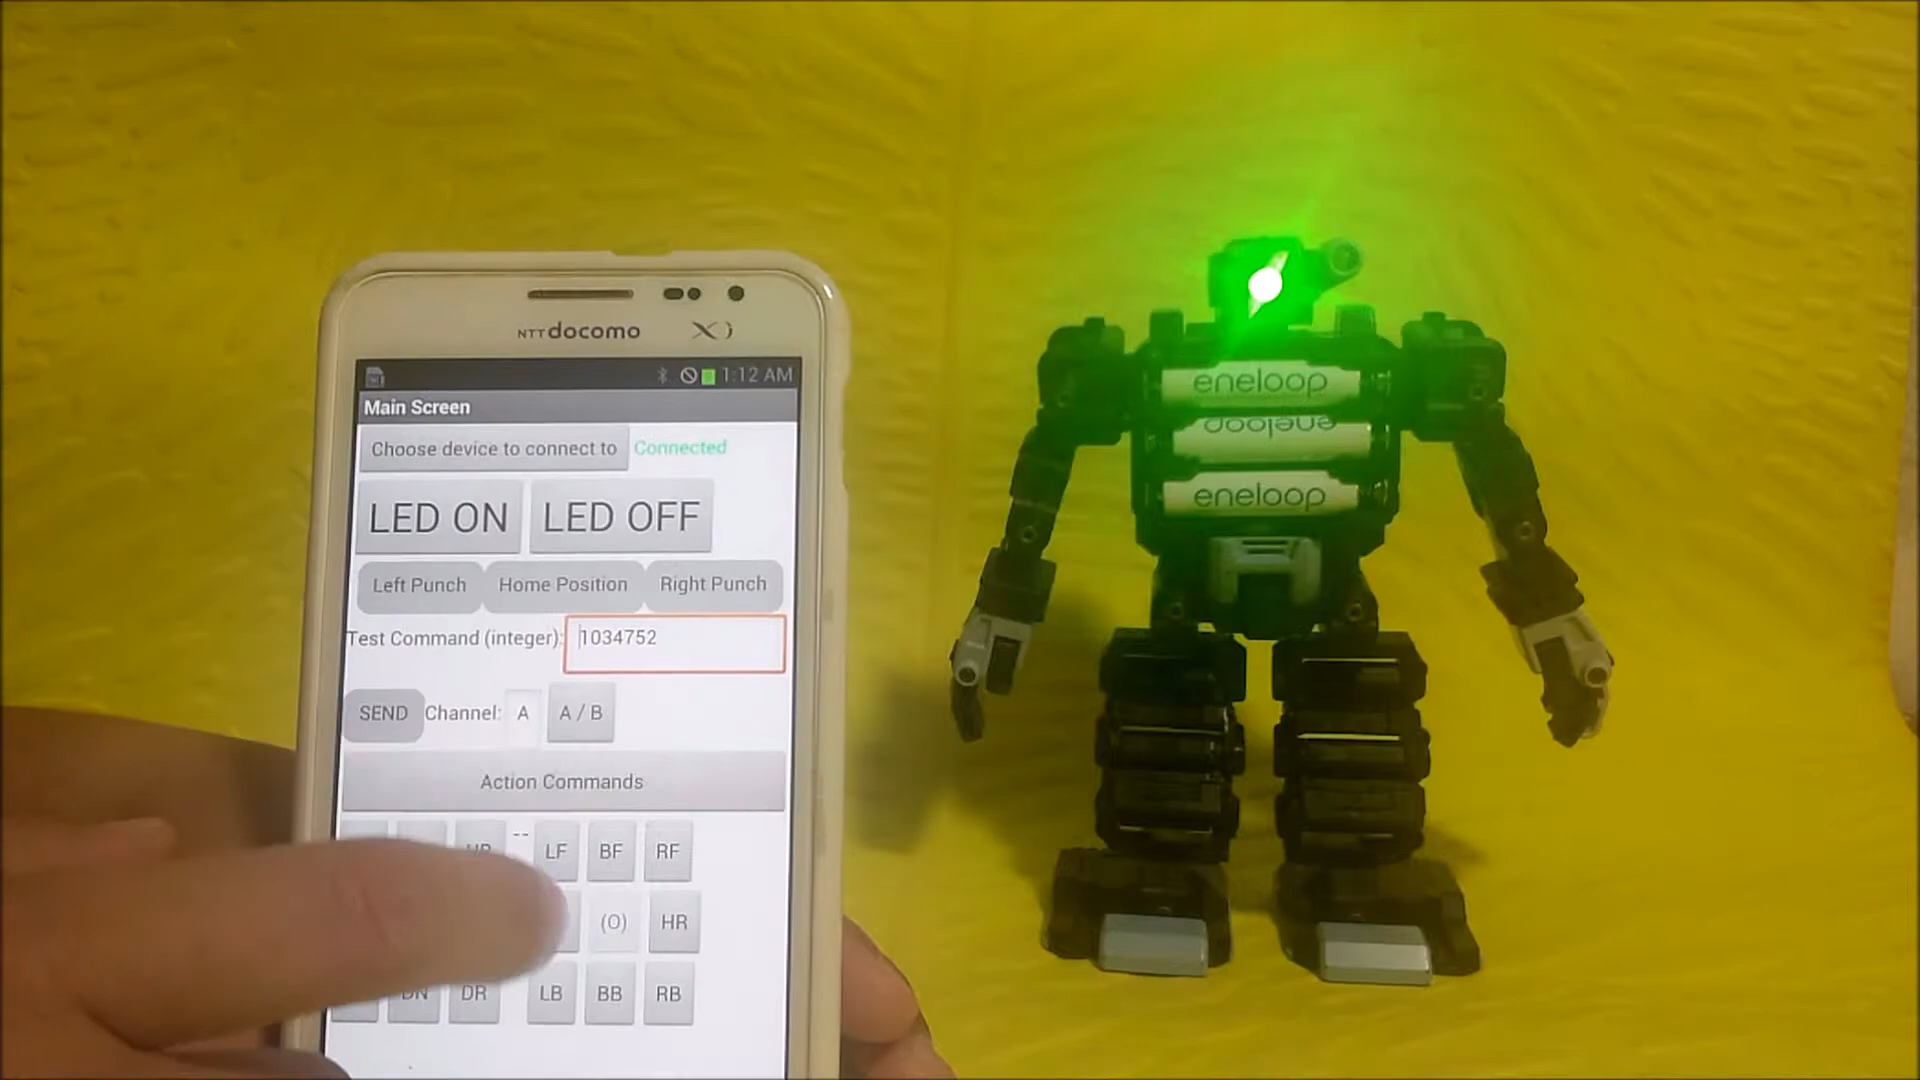 NTT docomo Xi
1:12 AM
Main Screen
Choose device to connect to Connected
LED ON LED OFF
Left Punch Home Position Right Punch
Test Command (integer): 1034752
SEND Channel: A A / B
Action Commands
--
LF BF RF
(O) HR
DN DR LB BB RB
eneloop
eneloop
eneloop